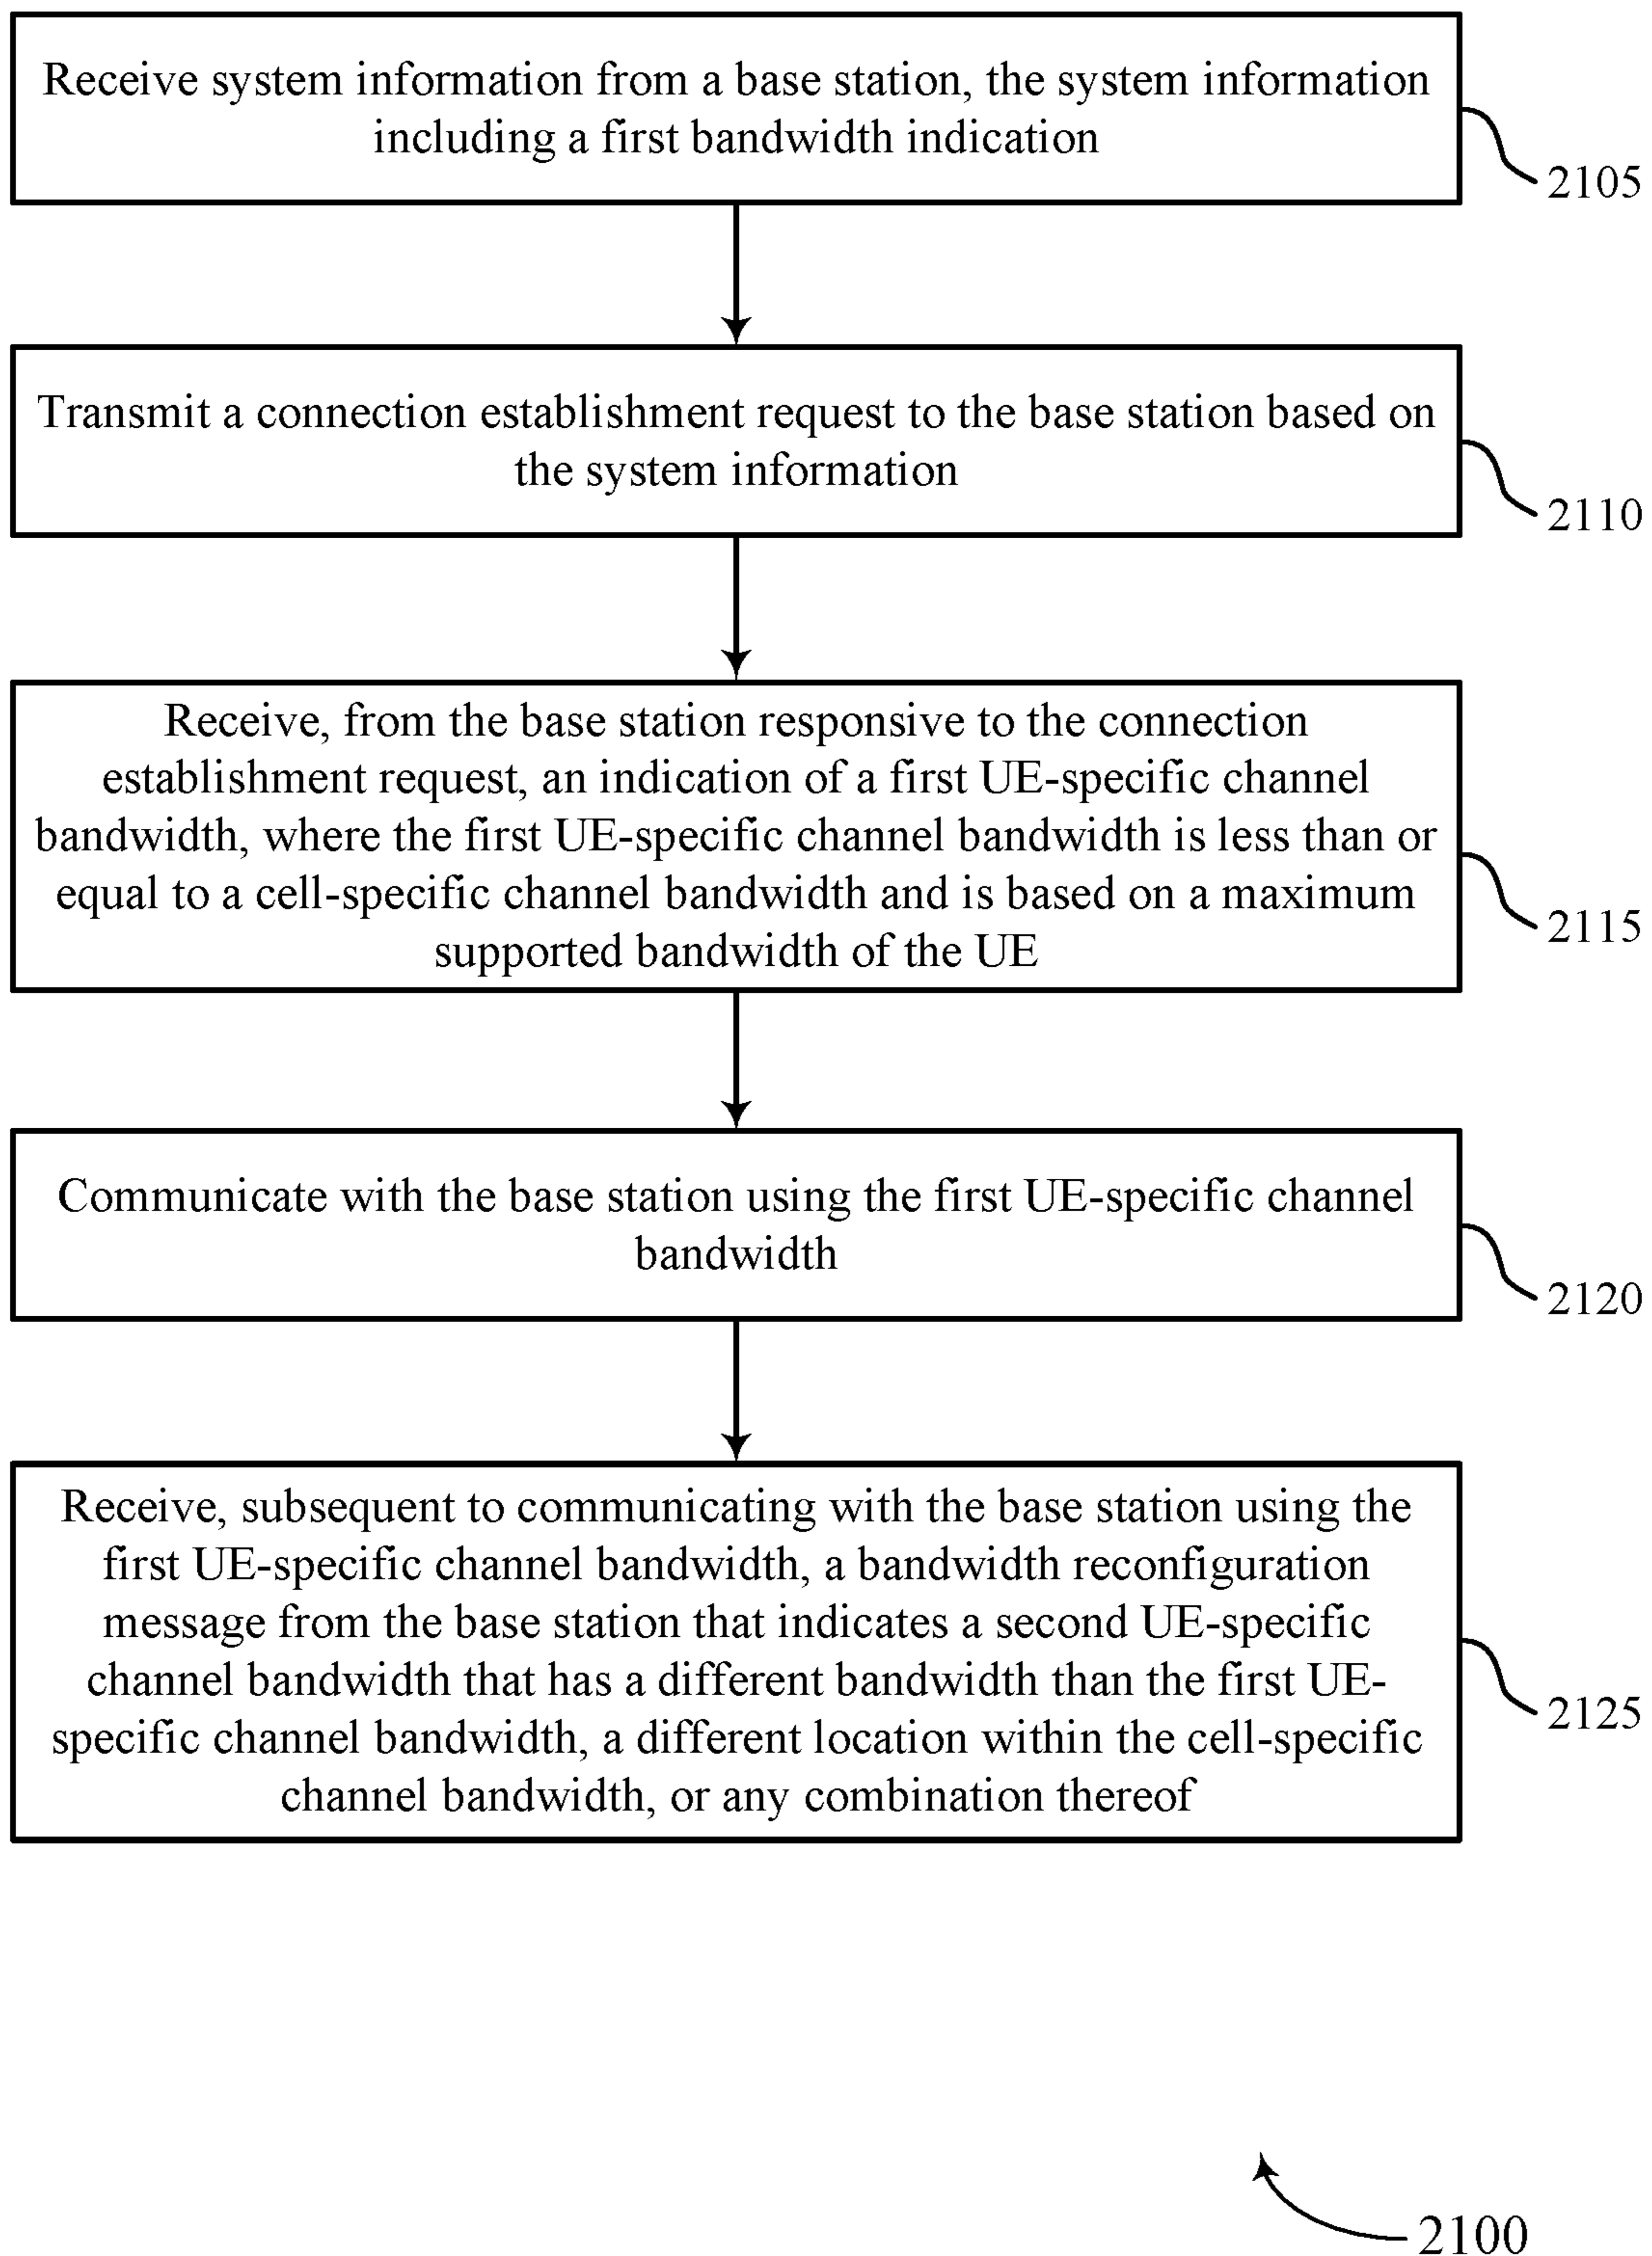 Receive system information from a base station, the system information
including a first bandwidth indication
2105
Transmit a connection establishment request to the base station based on
the system information
2110
Receive, from the base station responsive to the connection
establishment request, an indication of a first UE-specific channel
bandwidth, where the first UE-specific channel bandwidth is less than or
equal to a cell-specific channel bandwidth and is based on a maximum
supported bandwidth of the UE
2115
Communicate with the base station using the first UE-specific channel
bandwidth
2120
Receive, subsequent to communicating with the base station using the
first UE-specific channel bandwidth, a bandwidth reconfiguration
message from the base station that indicates a second UE-specific
channel bandwidth that has a different bandwidth than the first UE-
specific channel bandwidth, a different location within the cell-specific
channel bandwidth, or any combination thereof
2125
2100